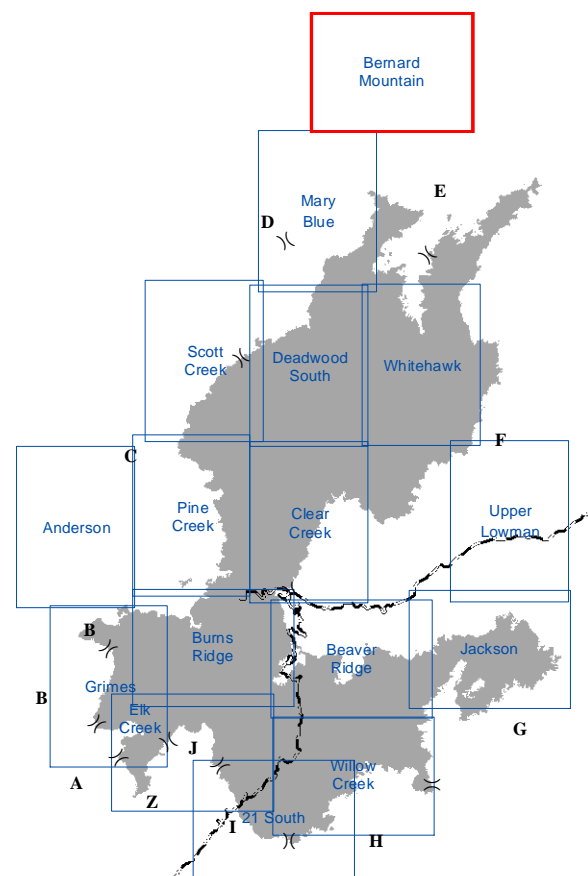 Bernard
Mountain
E
Mary
Blue
D
Scott
Creek
Deadwood
South
Whitehawk
F
C
Pine
Creek
Clear
Creek
Upper
Lowman
Anderson
B
Burns
Ridge
Beaver
Ridge
Jackson
B
Grimes
Elk
Creek
G
J
Willow
Creek
A
Z
I
21 South
H